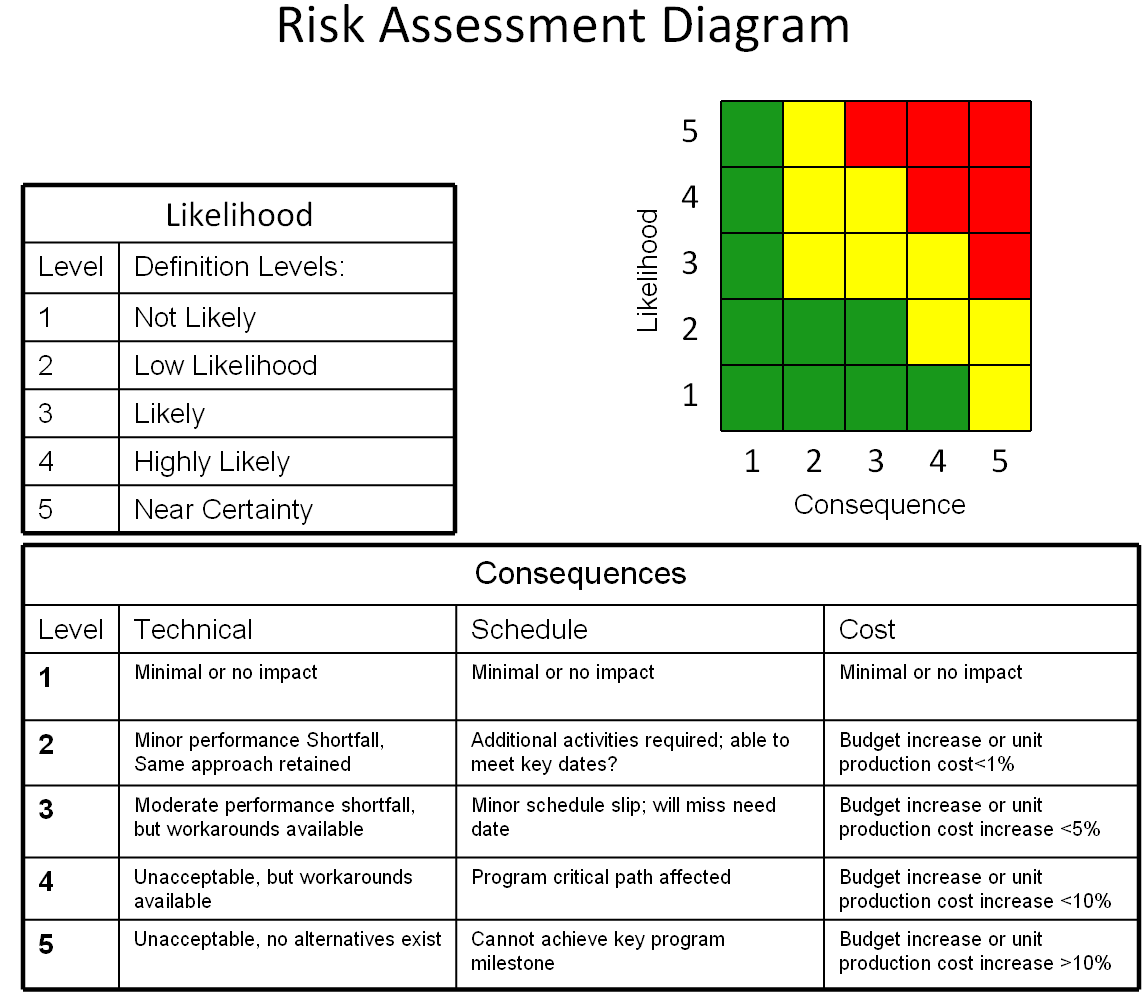 Risk Assessment Diagram
Likelihood
Level Definition Levels:
1 Not Likely
2 Low Likelihood
3 Likely
4 Highly Likely
5 Near Certainty
Likelihood
5
4
3
2
1
1 2 3 4 5
Consequence
Consequences
Level Technical Schedule Cost
1 Minimal or no impact Minimal or no impact Minimal or no impact
2 Minor performance Shortfall, Additional activities required; able to Budget increase or unit
Same approach retained meet key dates? production cost<1%
3 Moderate performance shortfall, Minor schedule slip; will miss need Budget increase or unit
but workarounds available date production cost increase <5%
4 Unacceptable, but workarounds Program critical path affected Budget increase or unit
available production cost increase <10%
5 Unacceptable, no alternatives exist Cannot achieve key program Budget increase or unit
milestone production cost increase >10%